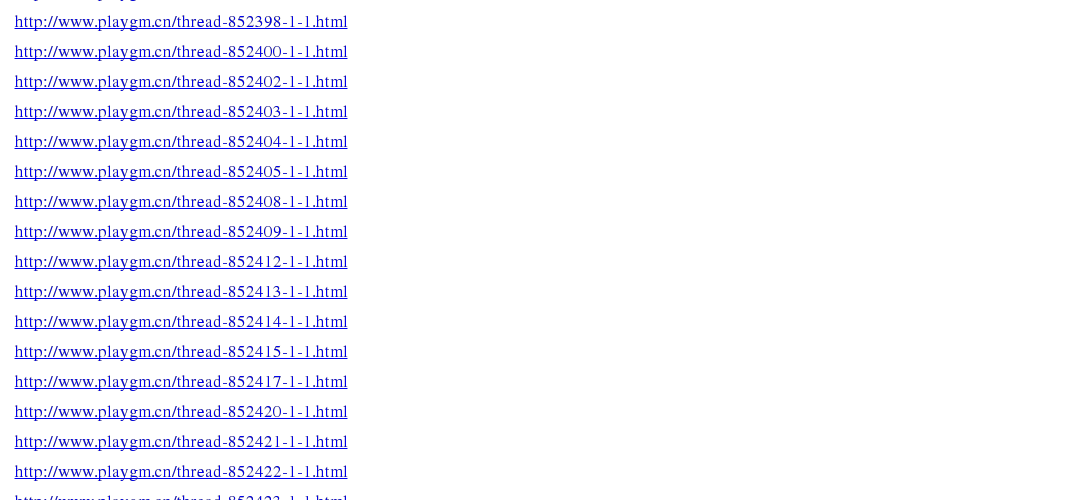 http://www.playgm.cn/thread-852398-1-1.html
http://www.playgm.cn/thread-852400-1-1.html
http://www.playgm.cn/thread-852402-1-1.html
http://www.playgm.cn/thread-852403-1-1.html
http://www.playgm.cn/thread-852404-1-1.html
http://www.playgm.cn/thread-852405-1-1.html
http://www.playgm.cn/thread-852408-1-1.html
http://www.playgm.cn/thread-852409-1-1.html
http://www.playgm.cn/thread-852412-1-1.html
http://www.playgm.cn/thread-852413-1-1.html
http://www.playgm.cn/thread-852414-1-1.html
http://www.playgm.cn/thread-852415-1-1.html
http://www.playgm.cn/thread-852417-1-1.html
http://www.playgm.cn/thread-852420-1-1.html
http://www.playgm.cn/thread-852421-1-1.html
http://www.playgm.cn/thread-852422-1-1.html